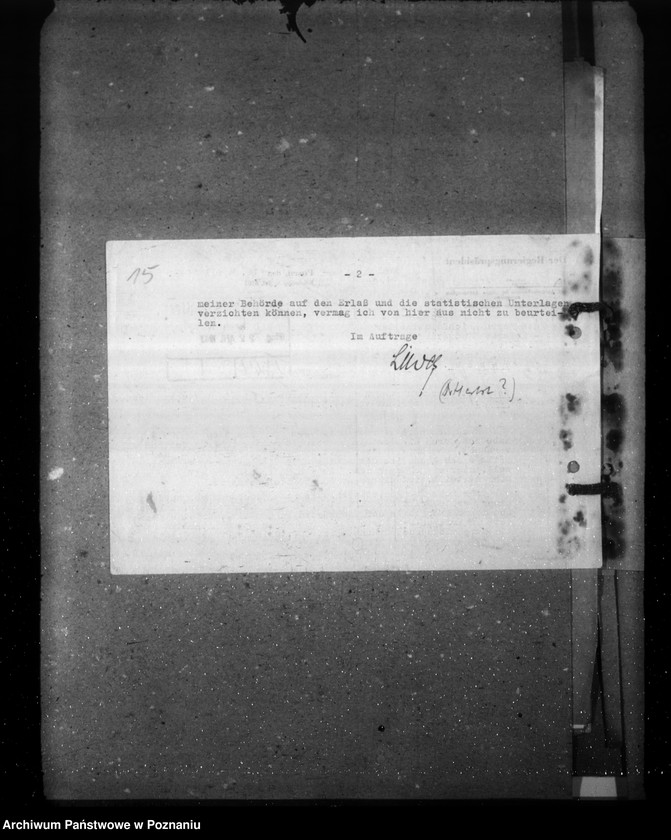 15
- 2 -
meiner Behörde auf den Erlaß und die statistischen Unterlagen
verzichten können, vermag ich von hier aus nicht zu beurtei-
len.
Im Auftrage
Archiwum Państwowe w Poznaniu